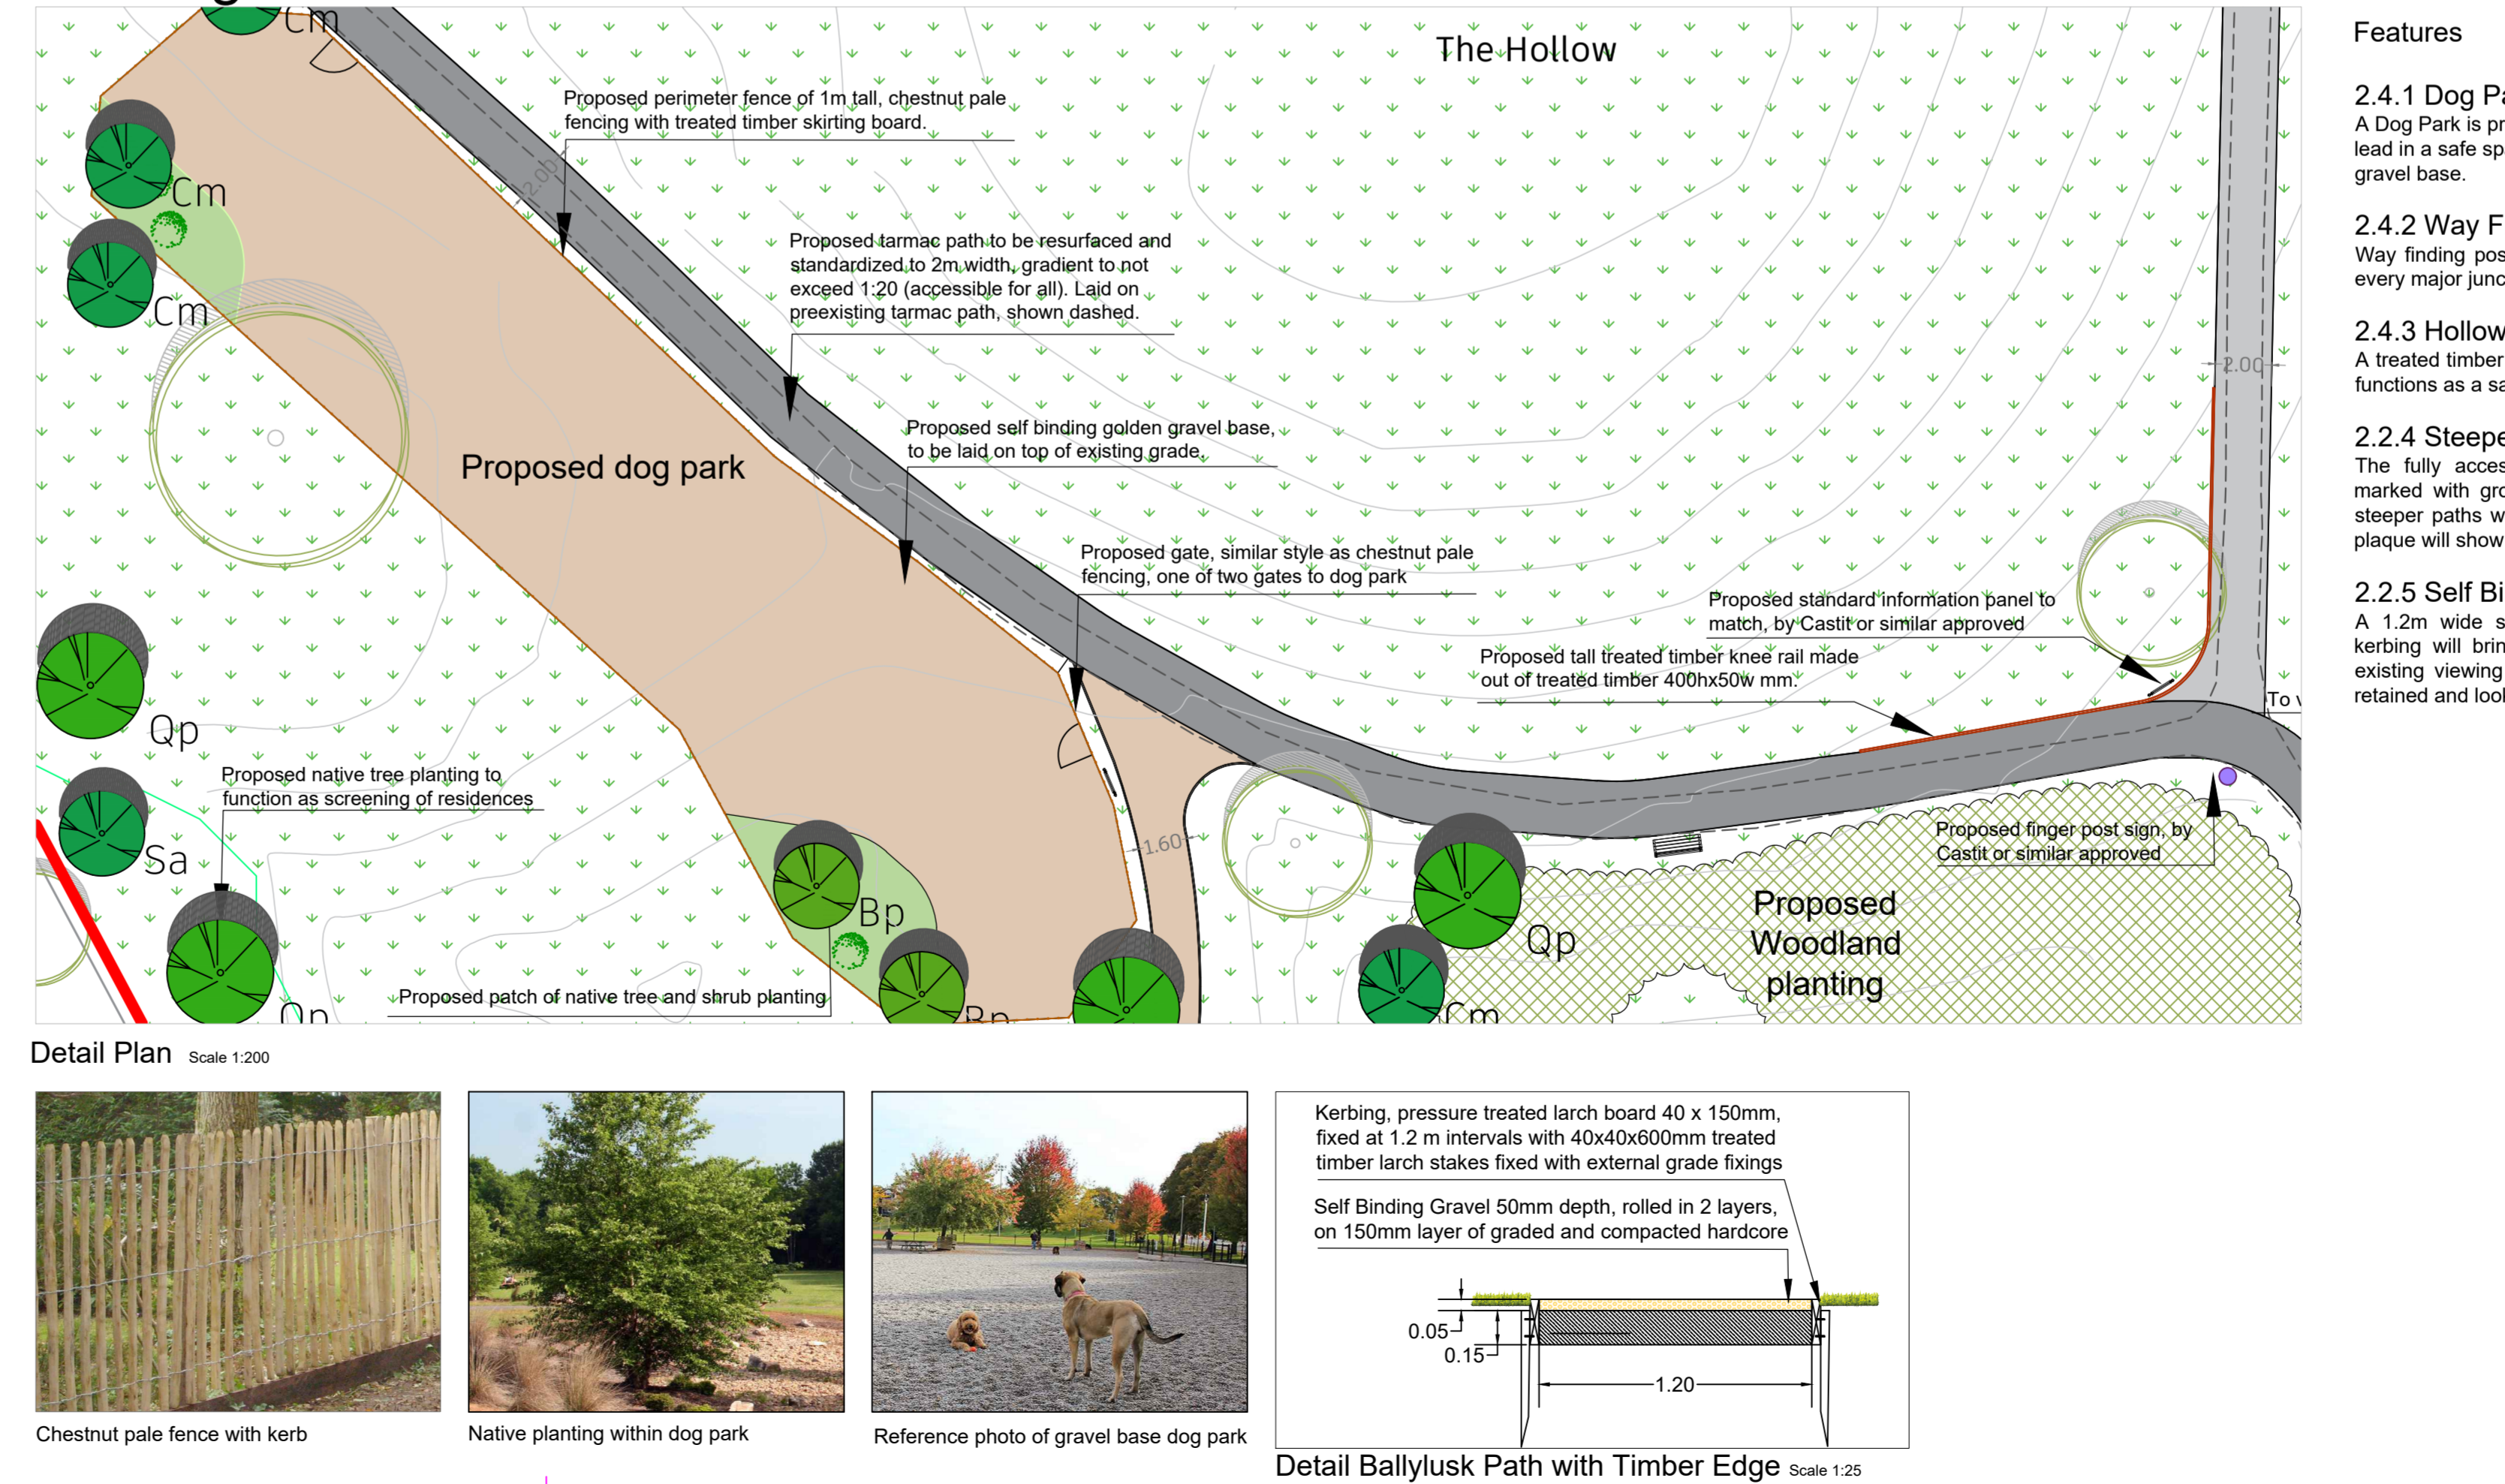 The Hollow
Cm
Proposed perimeter fence of 1m tall, chestnut pale
fencing with treated timber skirting board.
2.00
Cm
Proposed tarmac path to be resurfaced and
standardized to 2m width, gradient to not
exceed 1:20 (accessible for all). Laid on
preexisting tarmac path, shown dashed.
Cm
2.00
Proposed self binding golden gravel base,
to be laid on top of existing grade.
Proposed dog park
Proposed gate, similar style as chestnut pale
fencing, one of two gates to dog park
Proposed standard information panel to
match, by Castit or similar approved
Proposed tall treated timber knee rail made
out of treated timber 400hx50w mm.
To
Qp
Proposed native tree planting to
function as screening of residences
Sa
1.60
Proposed finger post sign, by
Castit or similar approved
Bp
Qp
Proposed
Woodland
planting
Proposed patch of native tree and shrub planting
Qp
Bp
Cm
Detail Plan Scale 1:200
Chestnut pale fence with kerb
Native planting within dog park
Reference photo of gravel base dog park
Kerbing, pressure treated larch board 40 x 150mm,
fixed at 1.2 m intervals with 40x40x600mm treated
timber larch stakes fixed with external grade fixings
Self Binding Gravel 50mm depth, rolled in 2 layers,
on 150mm layer of graded and compacted hardcore
0.05
0.15
1.20
Detail Ballylusk Path with Timber Edge Scale 1:25
Features
2.4.1 Dog
A Dog Park is
lead in a safe
gravel base.
2.4.2 Way
Way finding
every major
2.4.3 Hollow
A treated timber
functions as a
2.2.4
The fully
marked with
steeper paths
plaque will show
2.2.5 Self
A 1.2m wide
kerbing will
existing viewing
retained and